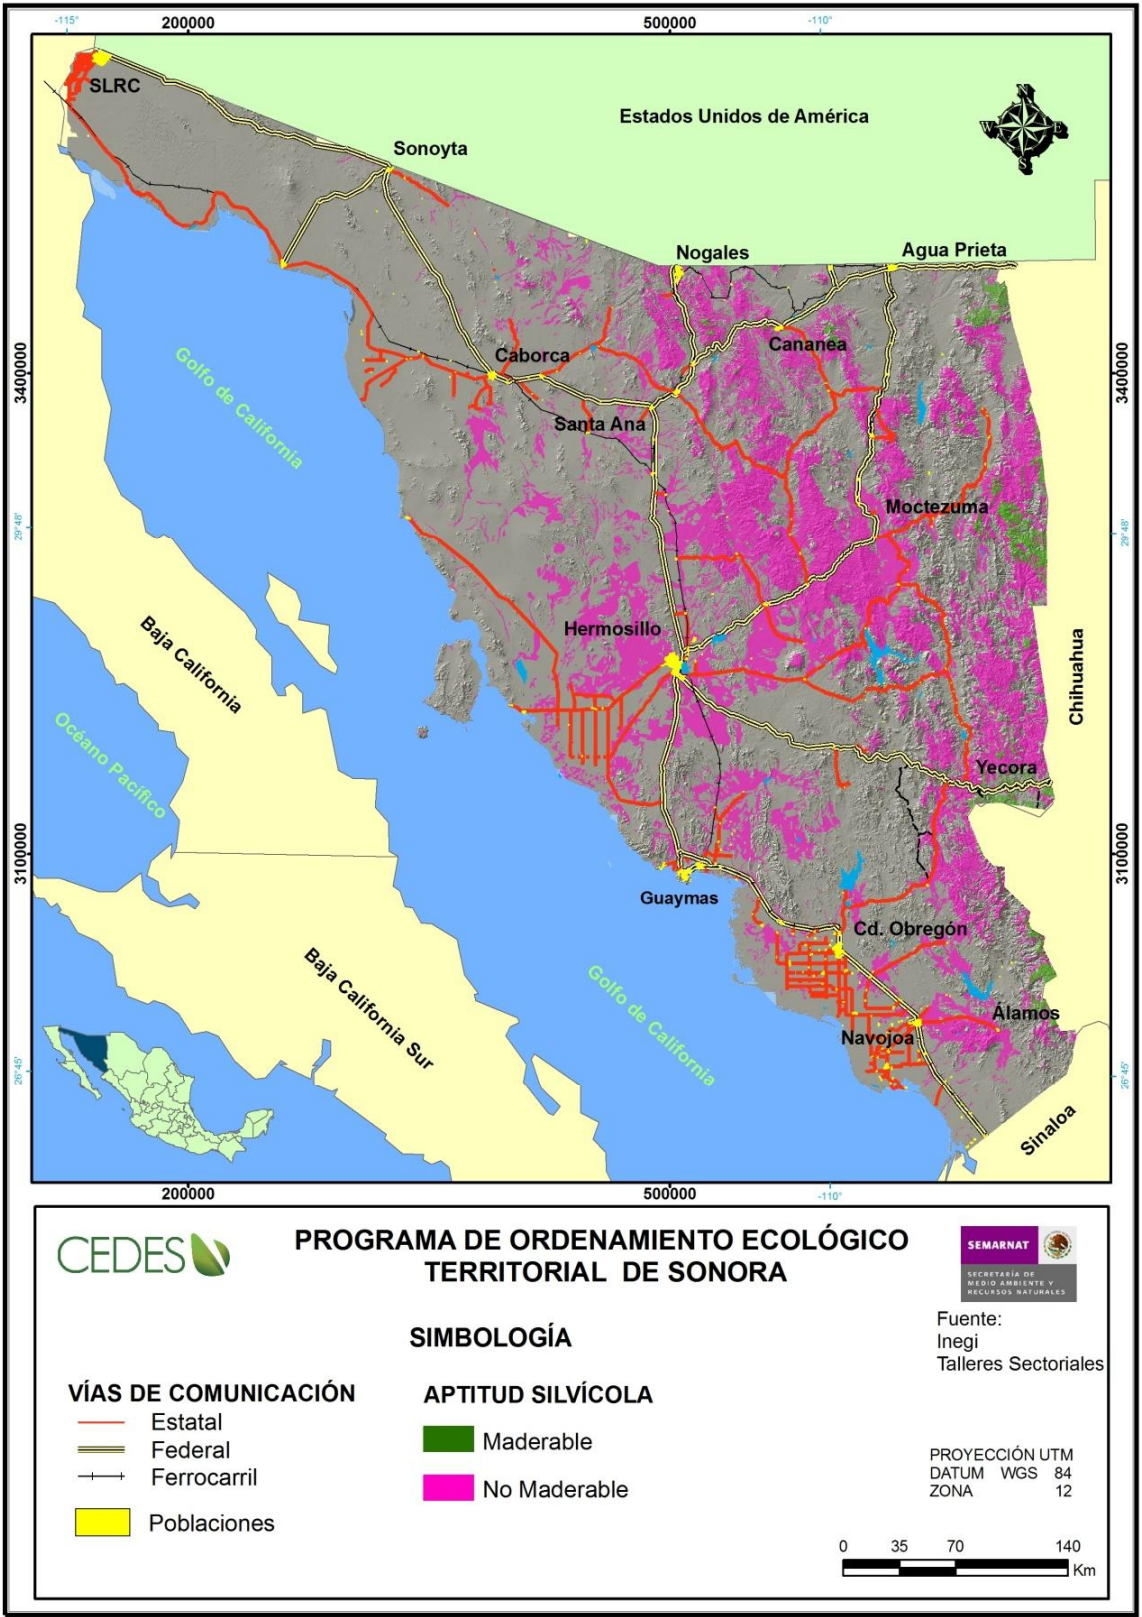 -115°
200000
500000
-110°
SLRC
Estados Unidos de América
N
W
E
S
Sonoyta
Nogales
Agua Prieta
Cananea
Caborca
Santa Ana
3400000
3400000
Golfo de California
Moctezuma
29°48'
29°48'
Hermosillo
Baja California
Chihuahua
Océano Pacífico
Yecora
3100000
3100000
Guaymas
Cd. Obregón
Baja California Sur
Golfo de California
Álamos
Navojoa
26°45'
26°45'
Sinaloa
200000
500000
-110°
CEDES
PROGRAMA DE ORDENAMIENTO ECOLÓGICO
TERRITORIAL DE SONORA
SEMARNAT
SECRETARÍA DE
MEDIO AMBIENTE Y
RECURSOS NATURALES
SIMBOLOGÍA
Fuente:
Inegi
Talleres Sectoriales
VÍAS DE COMUNICACIÓN
Estatal
Federal
Ferrocarril
Poblaciones
APTITUD SILVÍCOLA
Maderable
No Maderable
PROYECCIÓN UTM
DATUM WGS 84
ZONA 12
0 35 70 140
Km